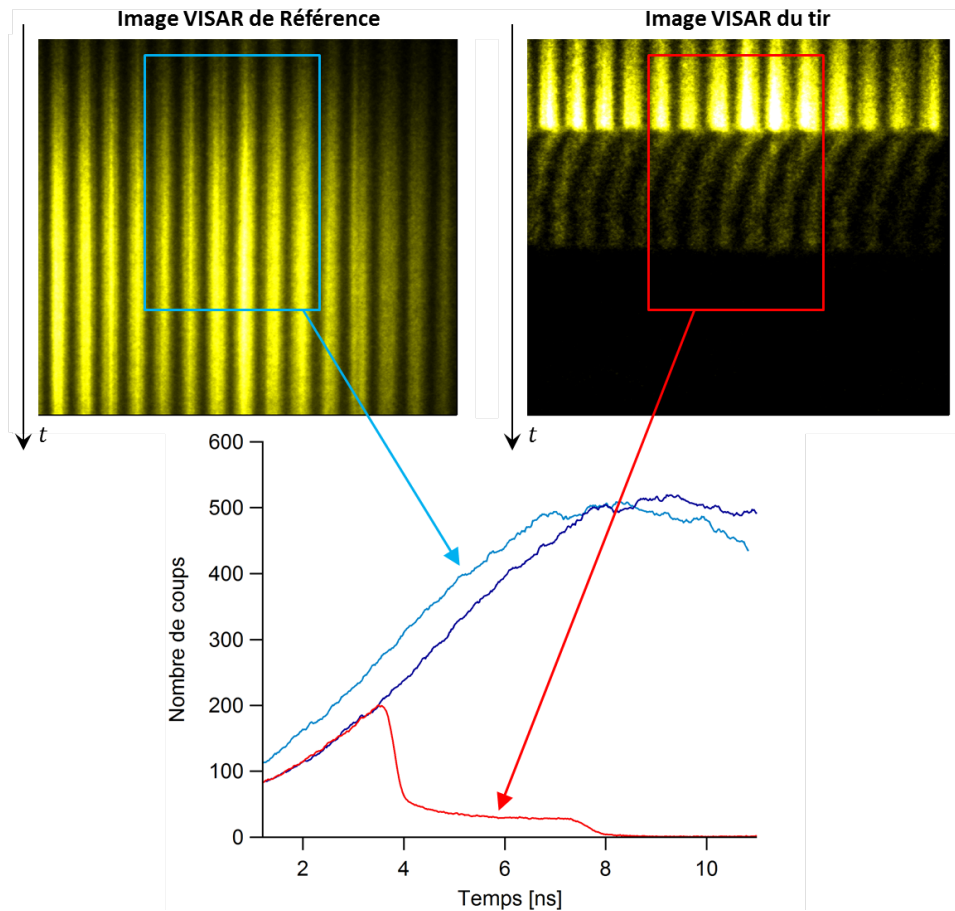 Image VISAR de Référence
Image VISAR du tir
t
t
600
500
400
300
200
100
0
Nombre de coups
2
4
6
8
10
Temps [ns]